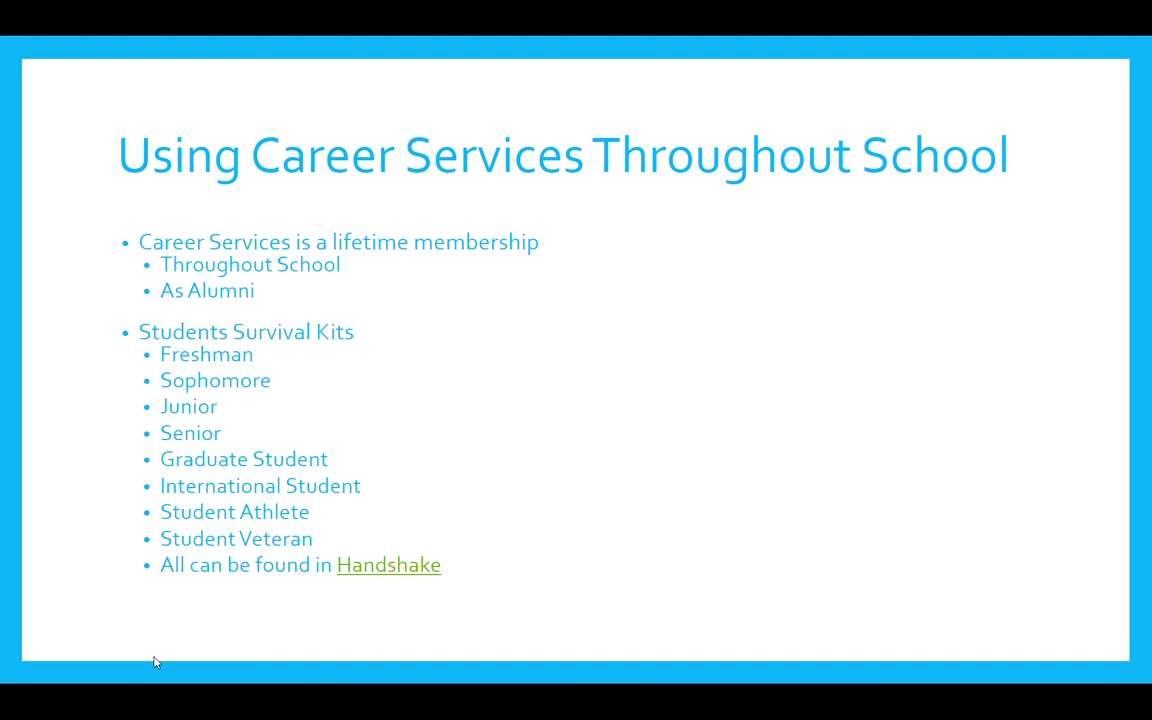 Using Career Services Throughout School
• Career Services is a lifetime membership
• Throughout School
• As Alumni
• Students Survival Kits
• Freshman
• Sophomore
• Junior
• Senior
• Graduate Student
• International Student
• Student Athlete
• Student Veteran
• All can be found in Handshake